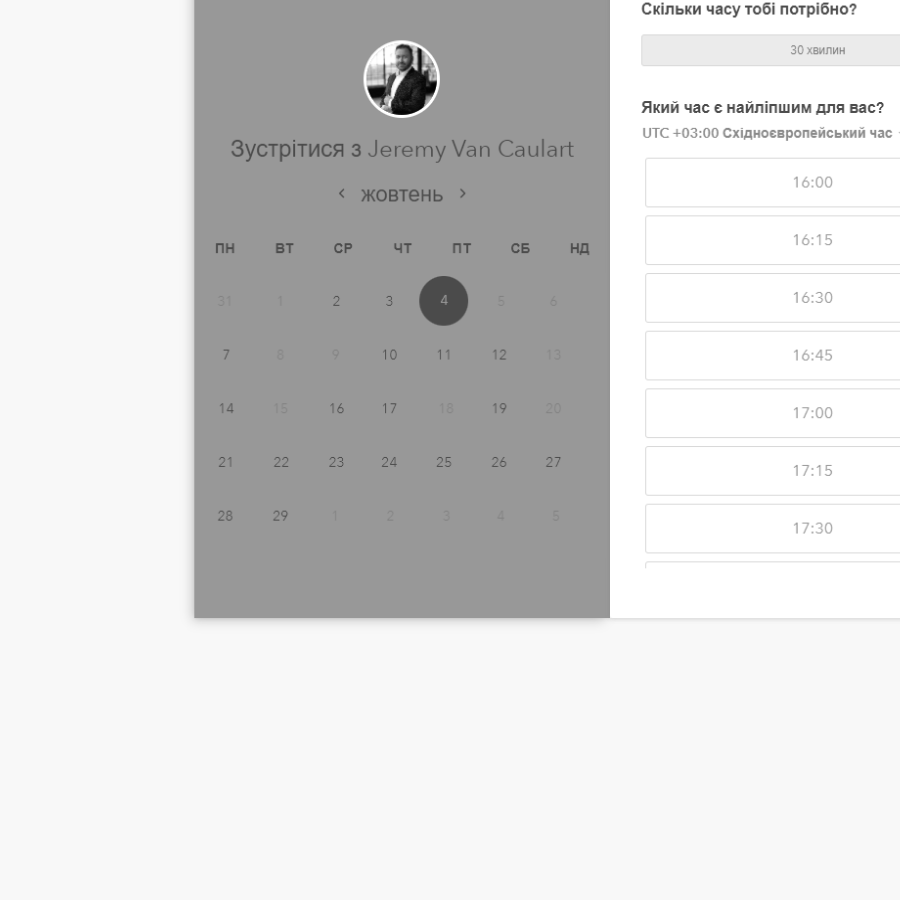 Зустрітися з Jeremy Van Caulart
жовтень
ПН ВТ СР ЧТ ПТ СБ НД
31 1 2 3 4 5 6
7 8 9 10 11 12 13
14 15 16 17 18 19 20
21 22 23 24 25 26 27
28 29 1 2 3 4 5
Скільки часу тобі потрібно?
30 хвилин
Який час є найліпшим для вас?
UTC +03:00 Східноєвропейський час
16:00
16:15
16:30
16:45
17:00
17:15
17:30